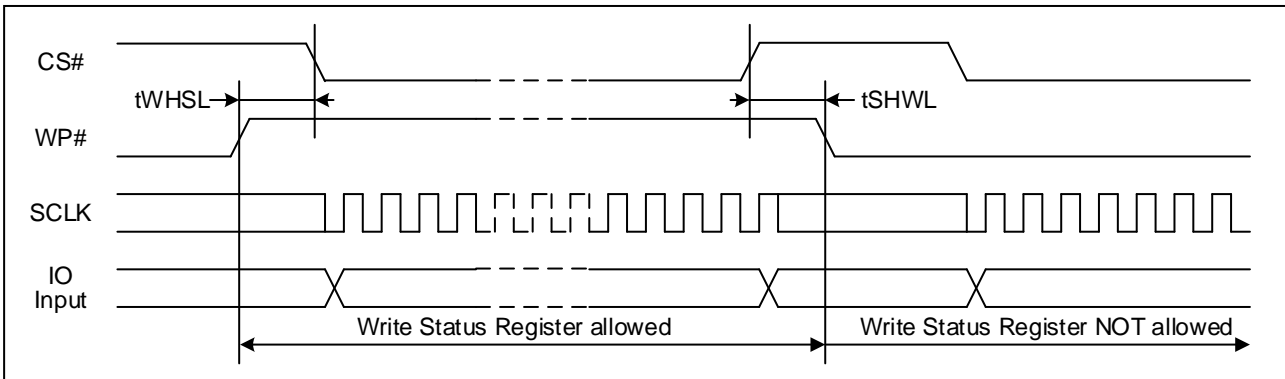 CS#
tWHSL
tSHWL
WP#
SCLK
IO
Input
Write Status Register allowed
Write Status Register NOT allowed